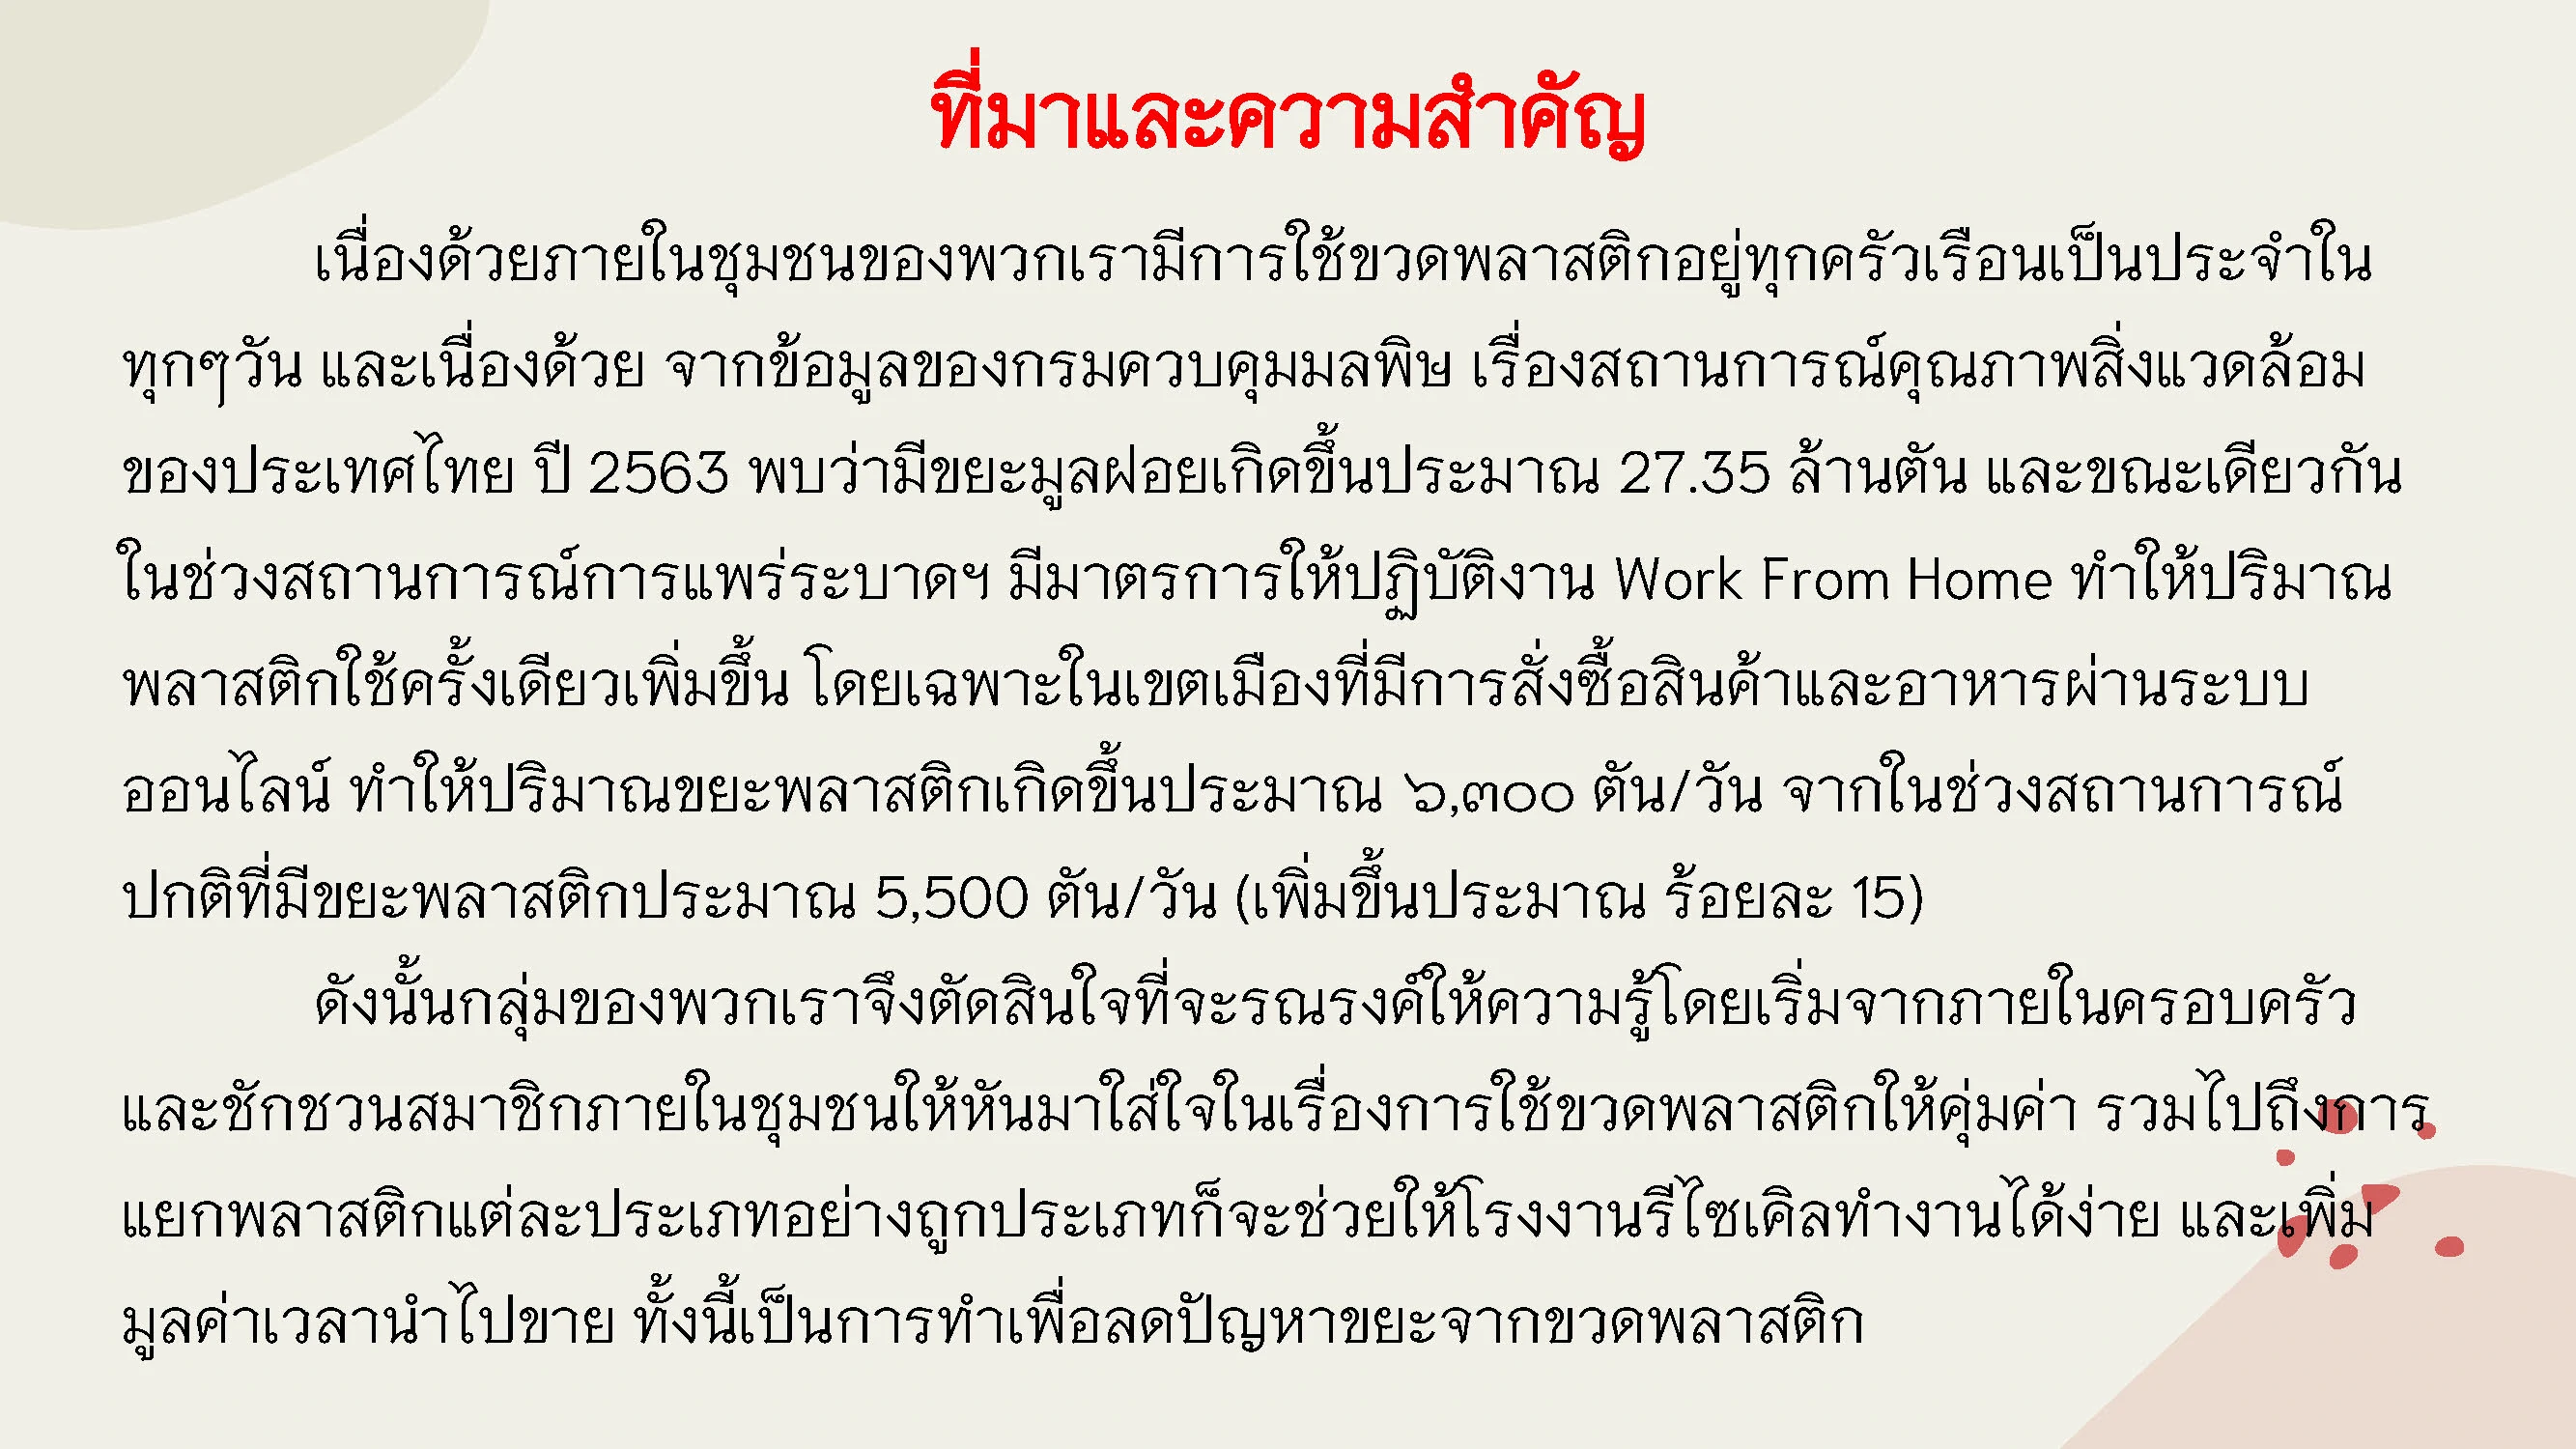 ที่มาและความสำคัญ
เนื่องด้วยภายในชุมชนของพวกเรามีการใช้ขวดพลาสติกอยู่ทุกครัวเรือนเป็นประจำใน
ทุกๆวัน และเนื่องด้วย จากข้อมูลของกรมควบคุมมลพิษ เรื่องสถานการณ์คุณภาพสิ่งแวดล้อม
ของประเทศไทย ปี 2563 พบว่ามีขยะมูลฝอยเกิดขึ้นประมาณ 27.35 ล้านตัน และขณะเดียวกัน
ในช่วงสถานการณ์การแพร่ระบาดฯ มีมาตรการให้ปฏิบัติงาน Work From Home ทำให้ปริมาณ
พลาสติกใช้ครั้งเดียวเพิ่มขึ้น โดยเฉพาะในเขตเมืองที่มีการสั่งซื้อสินค้าและอาหารผ่านระบบ
ออนไลน์ ทำให้ปริมาณขยะพลาสติกเกิดขึ้นประมาณ ๖,๓๐๐ ตัน/วัน จากในช่วงสถานการณ์
ปกติที่มีขยะพลาสติกประมาณ 5,500 ตัน/วัน (เพิ่มขึ้นประมาณ ร้อยละ 15)
ดังนั้นกลุ่มของพวกเราจึงตัดสินใจที่จะรณรงค์ให้ความรู้โดยเริ่มจากภายในครอบครัว
และชักชวนสมาชิกภายในชุมชนให้หันมาใส่ใจในเรื่องการใช้ขวดพลาสติกให้คุ่มค่า รวมไปถึงการ
แยกพลาสติกแต่ละประเภทอย่างถูกประเภทก็จะช่วยให้โรงงานรีไซเคิลทำงานได้ง่าย และเพิ่ม
มูลค่าเวลานำไปขาย ทั้งนี้เป็นการทำเพื่อลดปัญหาขยะจากขวดพลาสติก